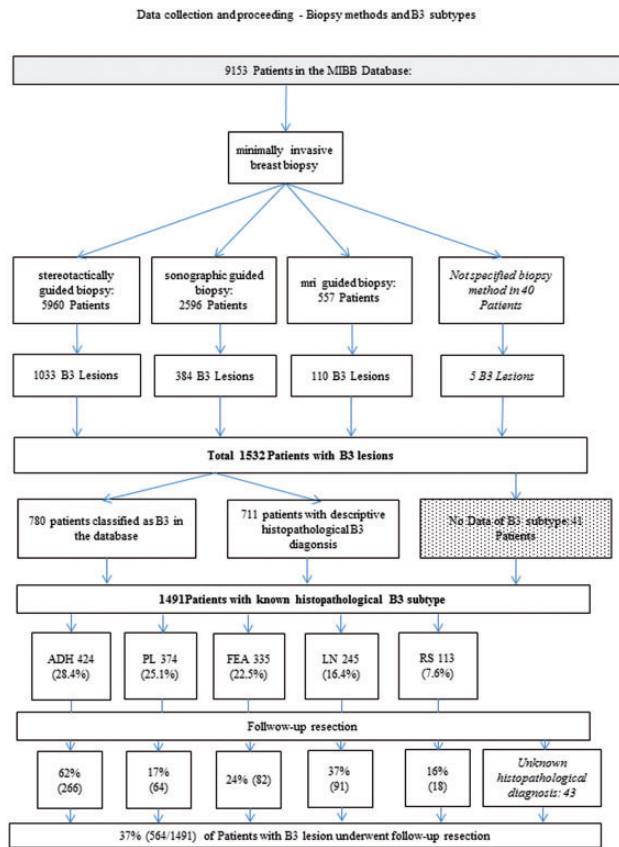 Data collection and proceeding - Biopsy methods and B3 subtypes
9153 Patients in the MIBB Database:
minimally invasive
breast biopsy
stereotactically
guided biopsy:
5960 Patients
sonographic guided
biopsy:
2596 Patients
mri guided biopsy:
557 Patients
Not specified biopsy
method in 40
Patients
1033 B3 Lesions
384 B3 Lesions
110 B3 Lesions
5 B3 Lesions
Total 1532 Patients with B3 lesions
780 patients classified as B3 in
the database
711 patients with descriptive
histopathological B3
diagonsis
No Data of B3 subtype:41
Patients
1491Patients with known histopathological B3 subtype
ADH 424
(28.4%)
PL 374
(25.1%)
FEA 335
(22.5%)
LN 245
(16.4%)
RS 113
(7.6%)
Follwow-up resection
62%
(266)
17%
(64)
24% (82)
37%
(91)
16%
(18)
Unknown
histopathological
diagnosis: 43
37% (564/1491) of Patients with B3 lesion underwent follow-up resection